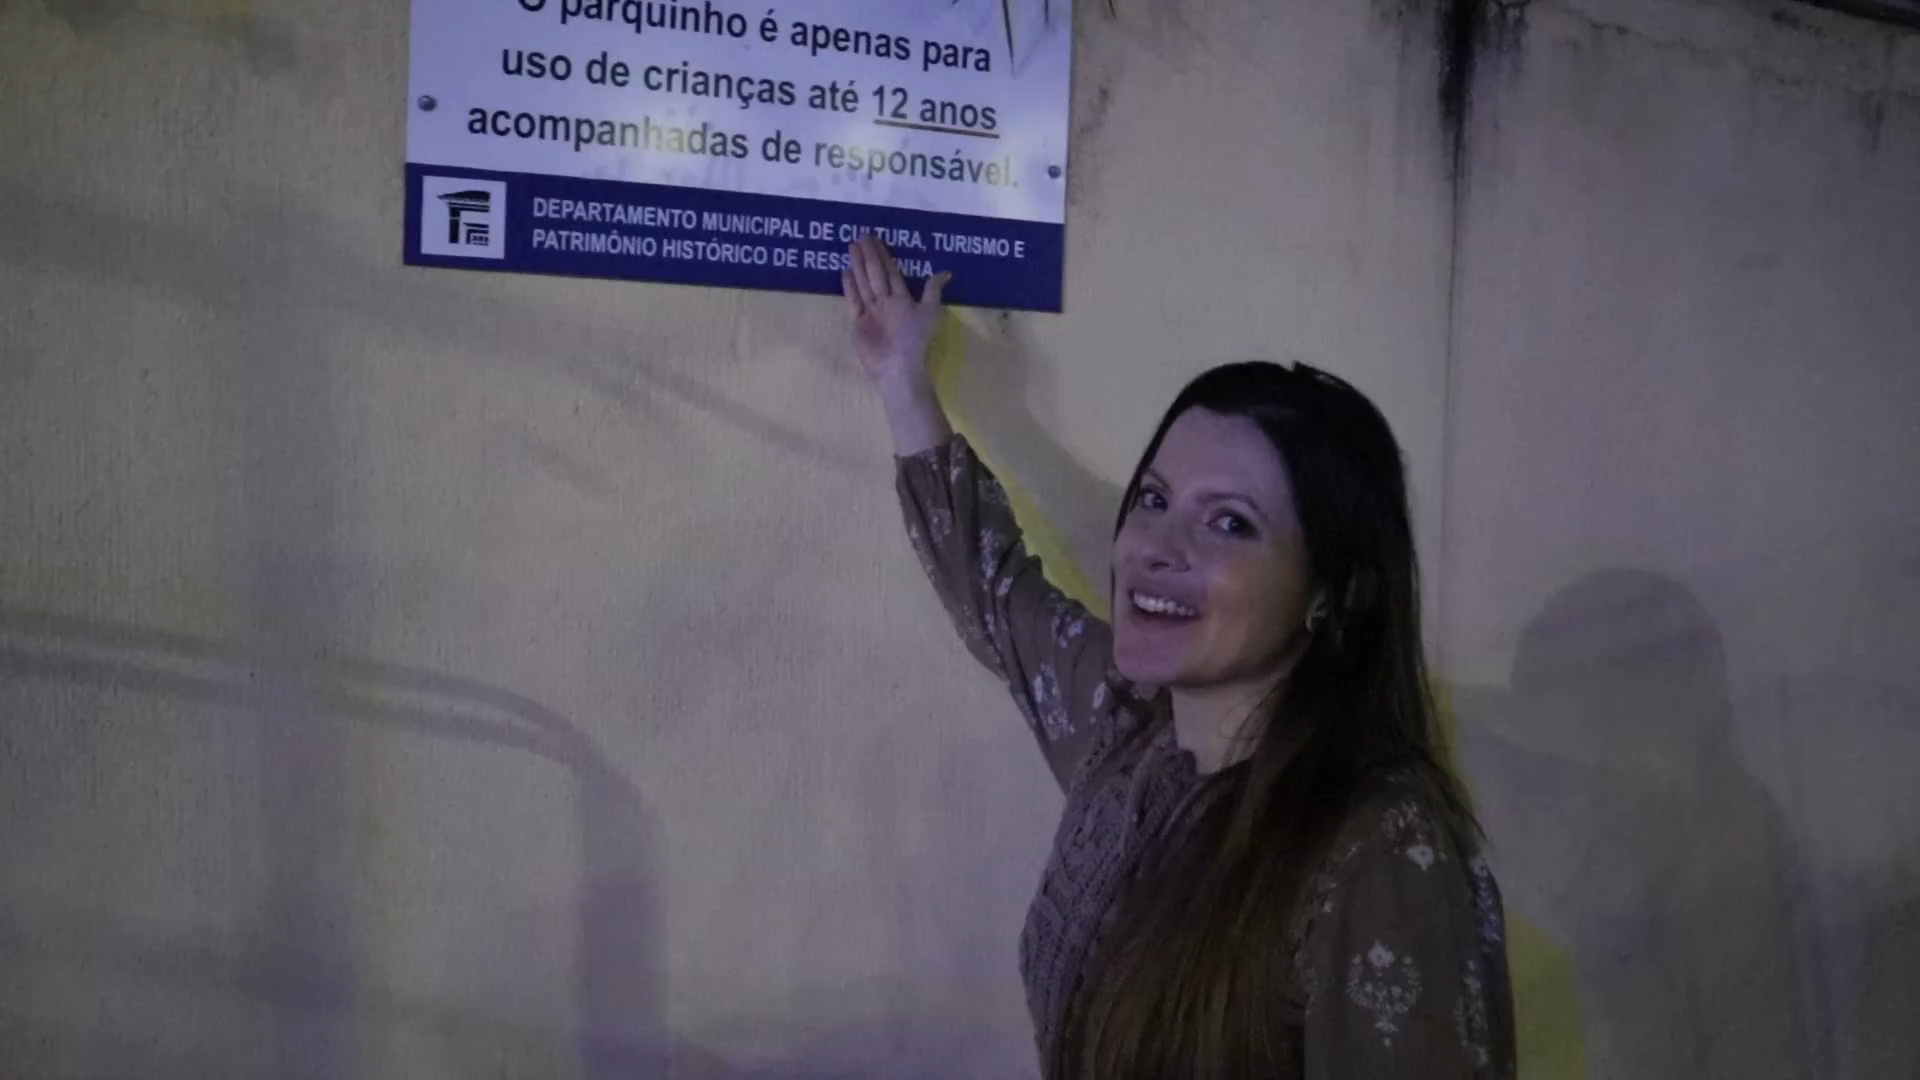 O parquinho é apenas para
uso de crianças até 12 anos
acompanhadas de responsável.
DEPARTAMENTO MUNICIPAL DE CULTURA, TURISMO E
PATRIMÔNIO HISTÓRICO DE